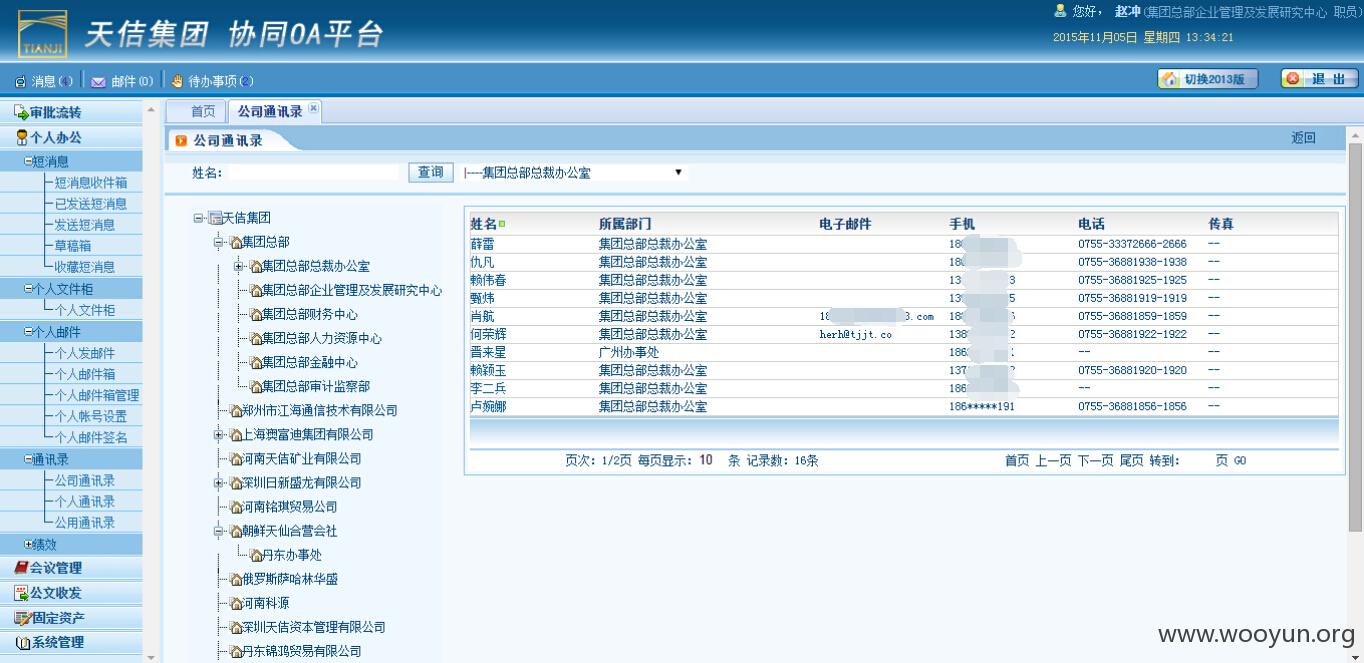 天佶集团 协同OA平台
TIANJI
您好， 赵冲(集团总部企业管理及发展研究中心 职员)
2015年11月05日 星期四 13:34:21
消息(4) 邮件(0) 待办事项(2)
切换2013版 退 出
审批流转
个人办公
短消息
短消息收件箱
已发送短消息
发送短消息
草稿箱
收藏短消息
个人文件柜
个人文件柜
个人邮件
个人发邮件
个人邮件箱
个人邮件箱管理
个人帐号设置
个人邮件签名
通讯录
公司通讯录
个人通讯录
公用通讯录
绩效
会议管理
公文收发
固定资产
系统管理
首页 公司通讯录
公司通讯录 返回
姓名： 查询 |----集团总部总裁办公室
天佶集团
集团总部
集团总部总裁办公室
集团总部企业管理及发展研究中心
集团总部财务中心
集团总部人力资源中心
集团总部金融中心
集团总部审计监察部
郑州市江海通信技术有限公司
上海澳富迪集团有限公司
河南天佶矿业有限公司
深圳日新盛龙有限公司
河南铭琪贸易公司
朝鲜天仙合营会社
丹东办事处
俄罗斯萨哈林华盛
河南科源
深圳天佶资本管理有限公司
丹东锦鸿贸易有限公司
姓名 所属部门 电子邮件 手机 电话 传真
薛雷 集团总部总裁办公室 18 0755-33372666-2666 --
仇凡 集团总部总裁办公室 18 0755-36881938-1938 --
赖伟春 集团总部总裁办公室 13 3 0755-36881925-1925 --
甄炜 集团总部总裁办公室 13 5 0755-36881919-1919 --
肖航 集团总部总裁办公室 18 3.com 18 0755-36881859-1859 --
何荣辉 集团总部总裁办公室 herh@tjjt.co 138 2 0755-36881922-1922 --
晋来星 广州办事处 186 -- --
赖颖玉 集团总部总裁办公室 137 0755-36881920-1920 --
李二兵 集团总部总裁办公室 186 -- --
卢婉娜 集团总部总裁办公室 186*****191 0755-36881856-1856 --
页次：1/2页 每页显示：10 条 记录数：16条 首页 上一页 下一页 尾页 转到： 页 GO
www.wooyun.org